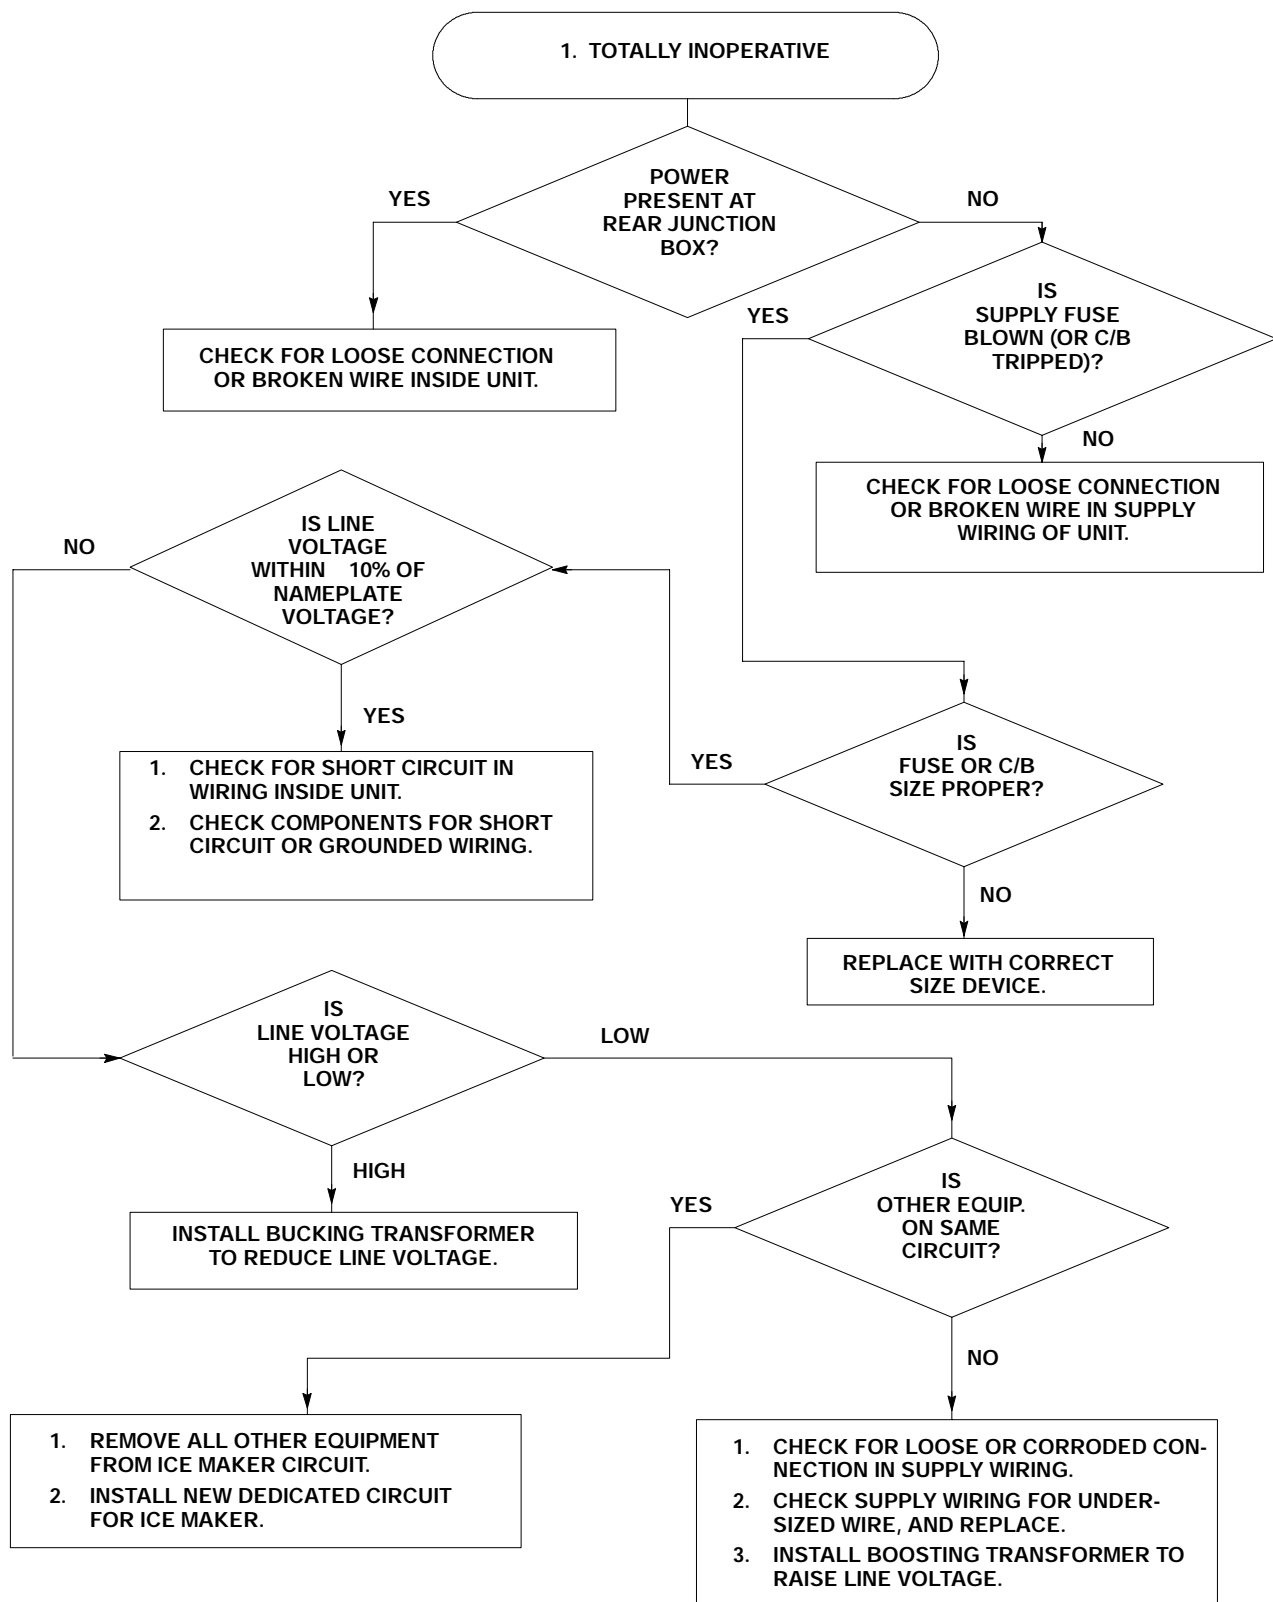 1. TOTALLY INOPERATIVE
POWER
PRESENT AT
REAR JUNCTION
BOX?
YES
NO
CHECK FOR LOOSE CONNECTION
OR BROKEN WIRE INSIDE UNIT.
IS
SUPPLY FUSE
BLOWN (OR C/B
TRIPPED)?
YES
NO
CHECK FOR LOOSE CONNECTION
OR BROKEN WIRE IN SUPPLY
WIRING OF UNIT.
IS LINE
VOLTAGE
WITHIN 10% OF
NAMEPLATE
VOLTAGE?
NO
YES
1. CHECK FOR SHORT CIRCUIT IN
WIRING INSIDE UNIT.
2. CHECK COMPONENTS FOR SHORT
CIRCUIT OR GROUNDED WIRING.
IS
FUSE OR C/B
SIZE PROPER?
YES
NO
REPLACE WITH CORRECT
SIZE DEVICE.
IS
LINE VOLTAGE
HIGH OR
LOW?
LOW
HIGH
INSTALL BUCKING TRANSFORMER
TO REDUCE LINE VOLTAGE.
IS
OTHER EQUIP.
ON SAME
CIRCUIT?
YES
NO
1. REMOVE ALL OTHER EQUIPMENT
FROM ICE MAKER CIRCUIT.
2. INSTALL NEW DEDICATED CIRCUIT
FOR ICE MAKER.
1. CHECK FOR LOOSE OR CORRODED CON-
NECTION IN SUPPLY WIRING.
2. CHECK SUPPLY WIRING FOR UNDER-
SIZED WIRE, AND REPLACE.
3. INSTALL BOOSTING TRANSFORMER TO
RAISE LINE VOLTAGE.